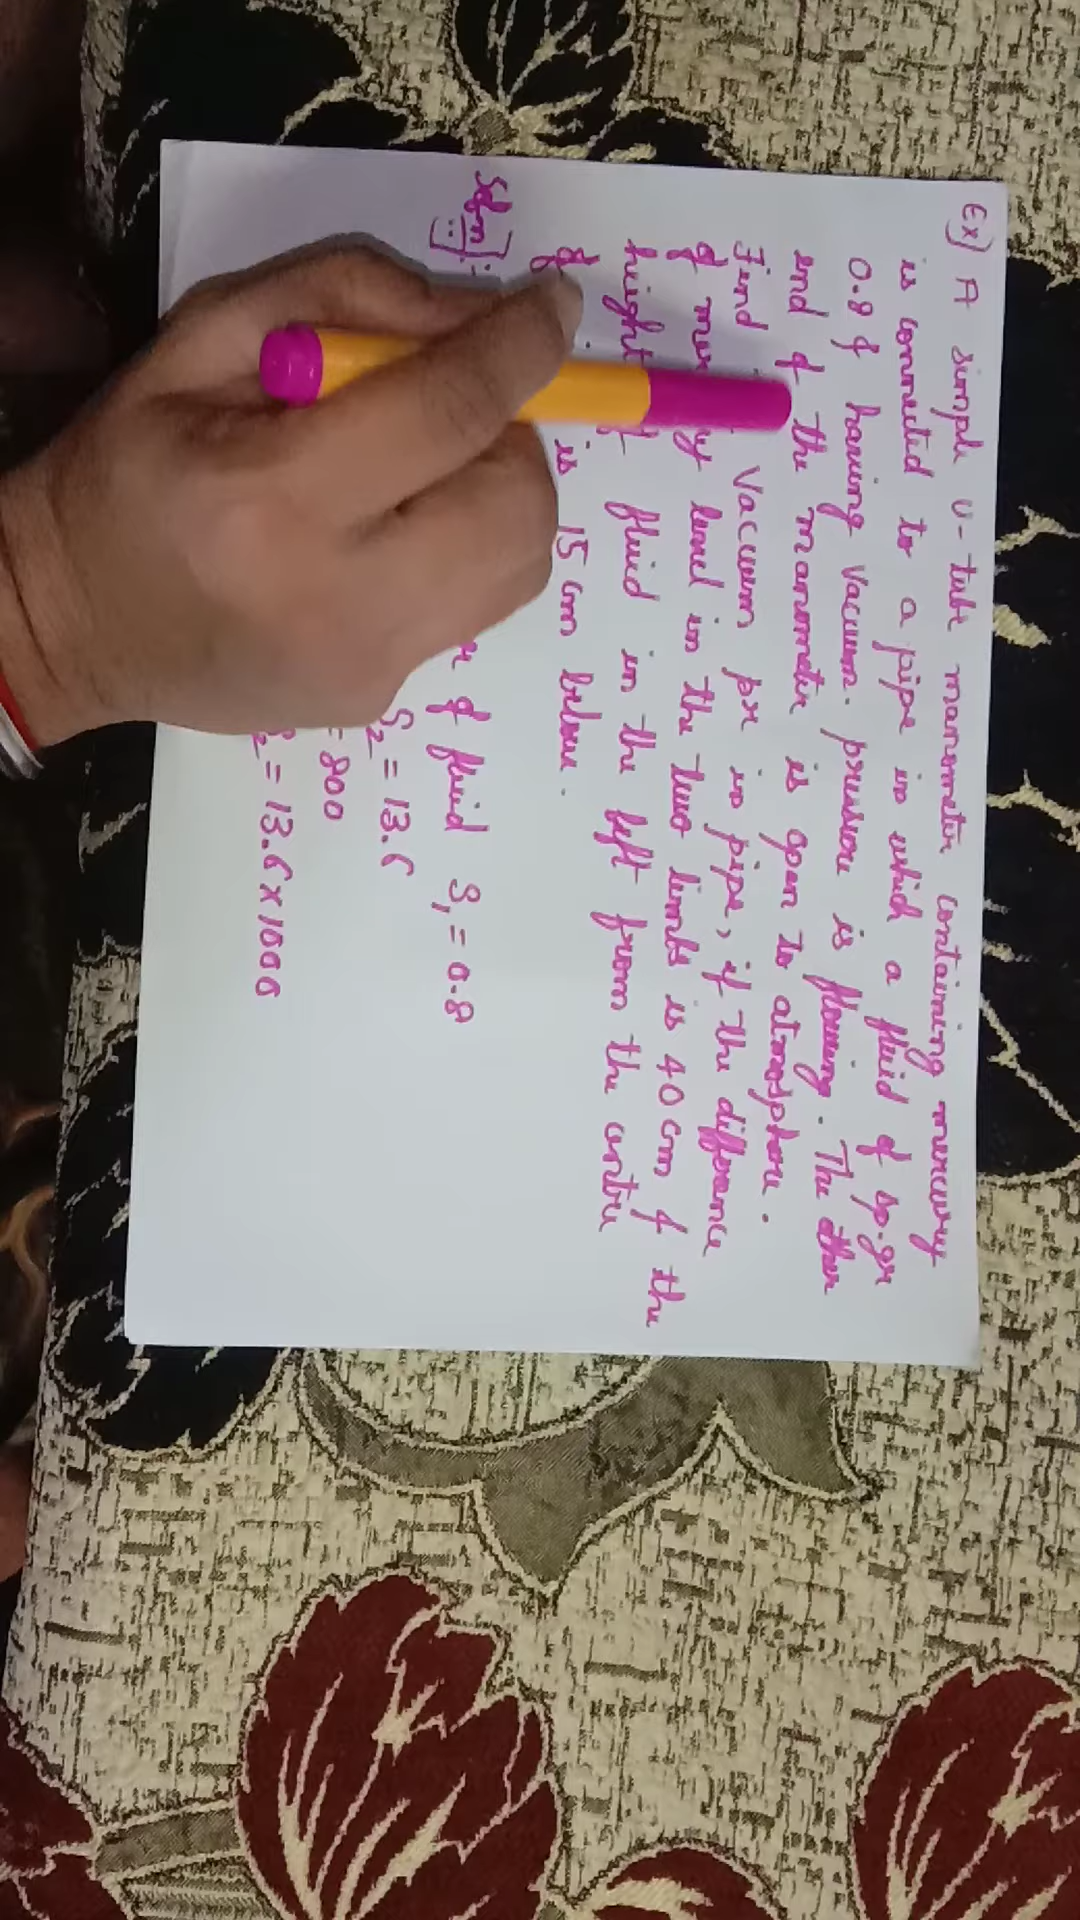 Ex) A simple U-tube manometer containing mercury
is connected to a pipe in which a fluid of sp.gr
0.8 & having vacuum. pressure is flowing. The other
end of the manometer is open to atmosphere.
Find vacuum pr in pipe, if the difference
of mercury level in the two limbs is 40 cm & the
height of fluid in the left from the centre
of is 15 cm below.
Soln:-
of fluid S1 = 0.8
S2 = 13.6
= 800
= 13.6 x 1000